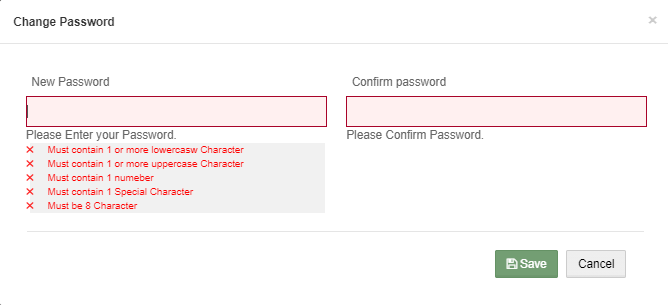 Change Password
×
New Password
Confirm password
Please Enter your Password.
Please Confirm Password.
× Must contain 1 or more lowercasw Character
× Must contain 1 or more uppercase Character
× Must contain 1 numeber
× Must contain 1 Special Character
× Must be 8 Character
Save
Cancel